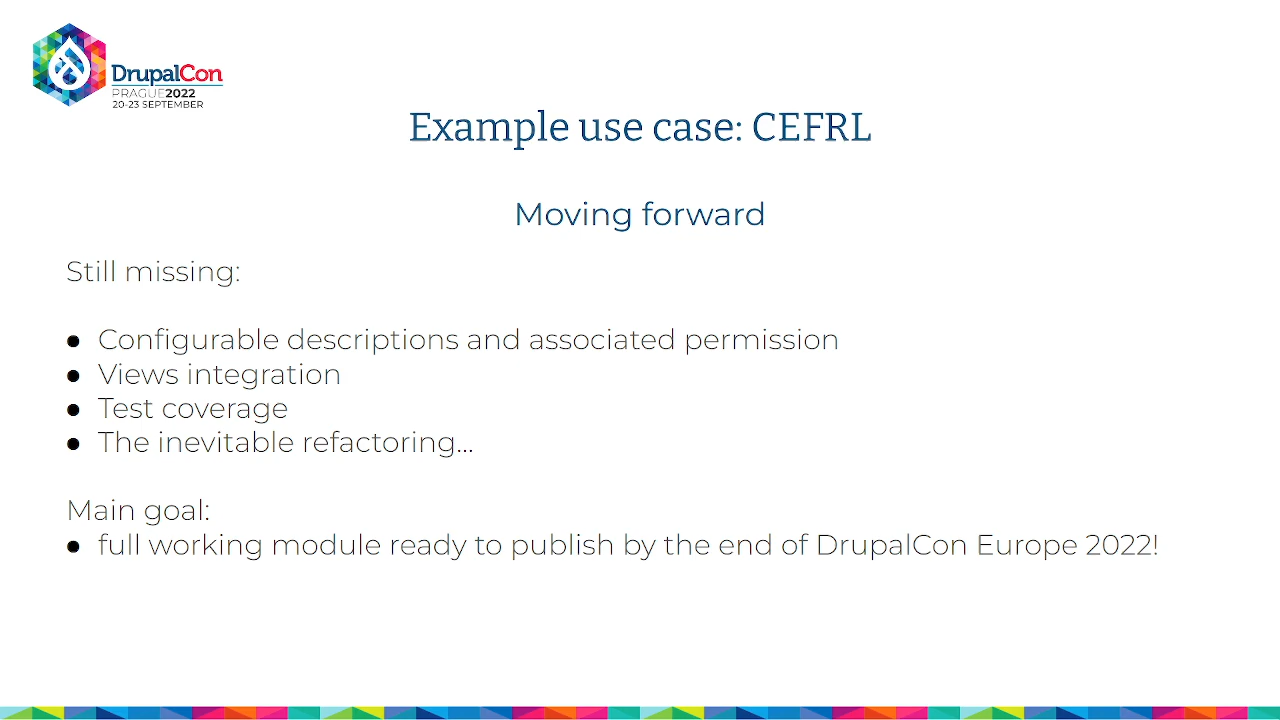 DrupalCon
PRAGUE2022
20-23 SEPTEMBER
Example use case: CEFRL
Moving forward
Still missing:
● Configurable descriptions and associated permission
● Views integration
● Test coverage
● The inevitable refactoring...
Main goal:
● full working module ready to publish by the end of DrupalCon Europe 2022!